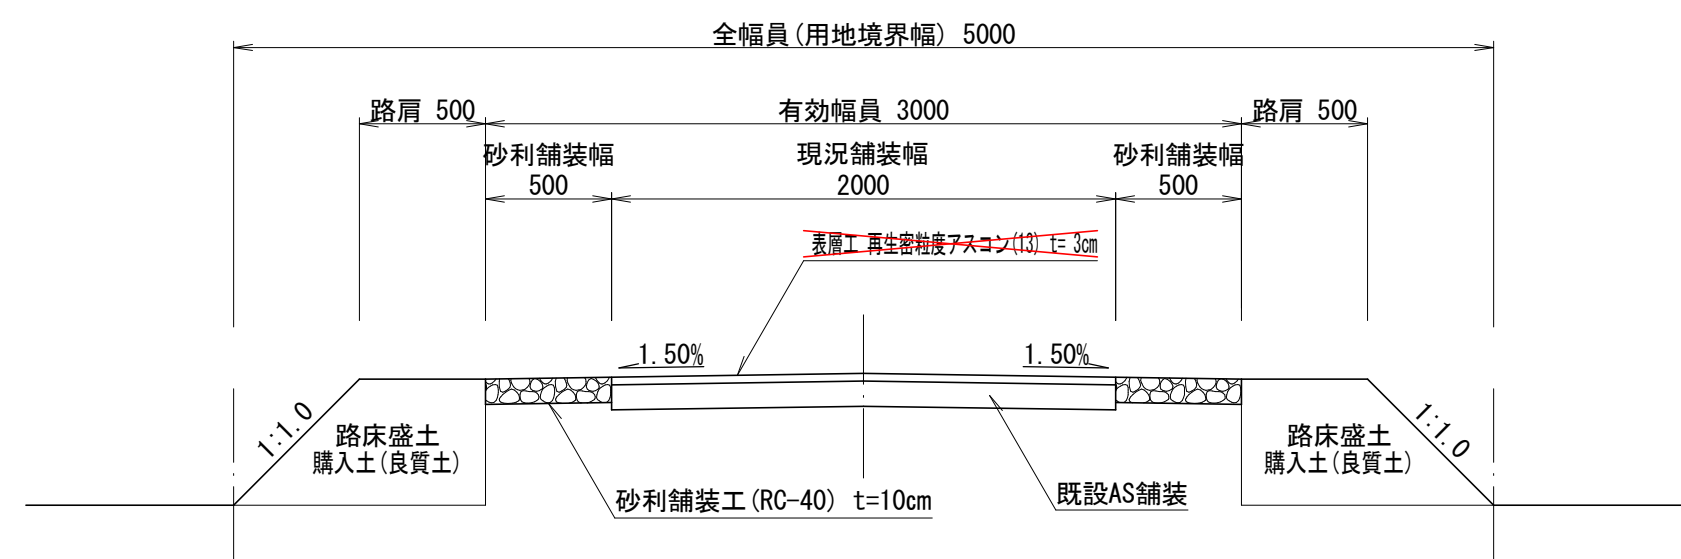 全幅員(用地境界幅) 5000
路肩 500
有効幅員 3000
路肩 500
砂利舗装幅
500
現況舗装幅
2000
砂利舗装幅
500
表層工 再生密粒度アスコン(13) t= 3cm
1.50%
1.50%
1:1.0
路床盛土
購入土(良質土)
1:1.0
路床盛土
購入土(良質土)
砂利舗装工(RC-40) t=10cm
既設AS舗装